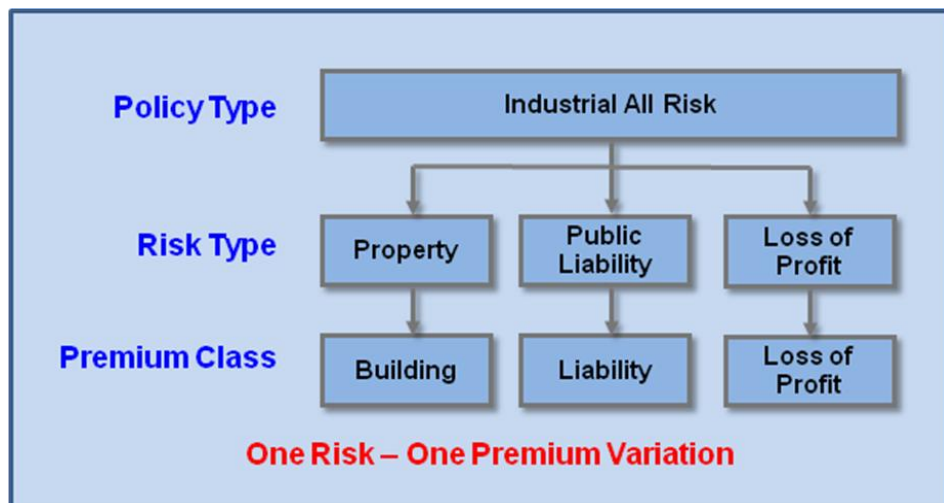 Policy Type
Industrial All Risk
Risk Type
Property
Public
Liability
Loss of
Profit
Premium Class
Building
Liability
Loss of
Profit
One Risk – One Premium Variation